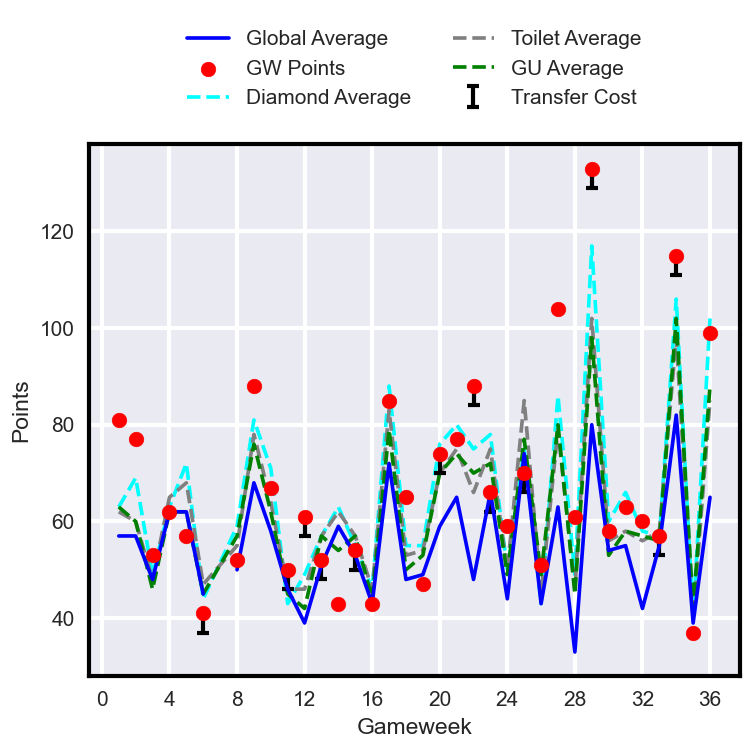 Global Average
GW Points
Diamond Average
Toilet Average
GU Average
Transfer Cost
Points
120
100
80
60
40
0 4 8 12 16 20 24 28 32 36
Gameweek